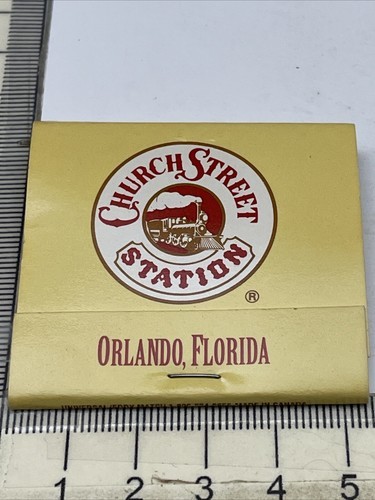 CHURCH STREET
STATION
®
ORLANDO, FLORIDA
1 2 3 4 5